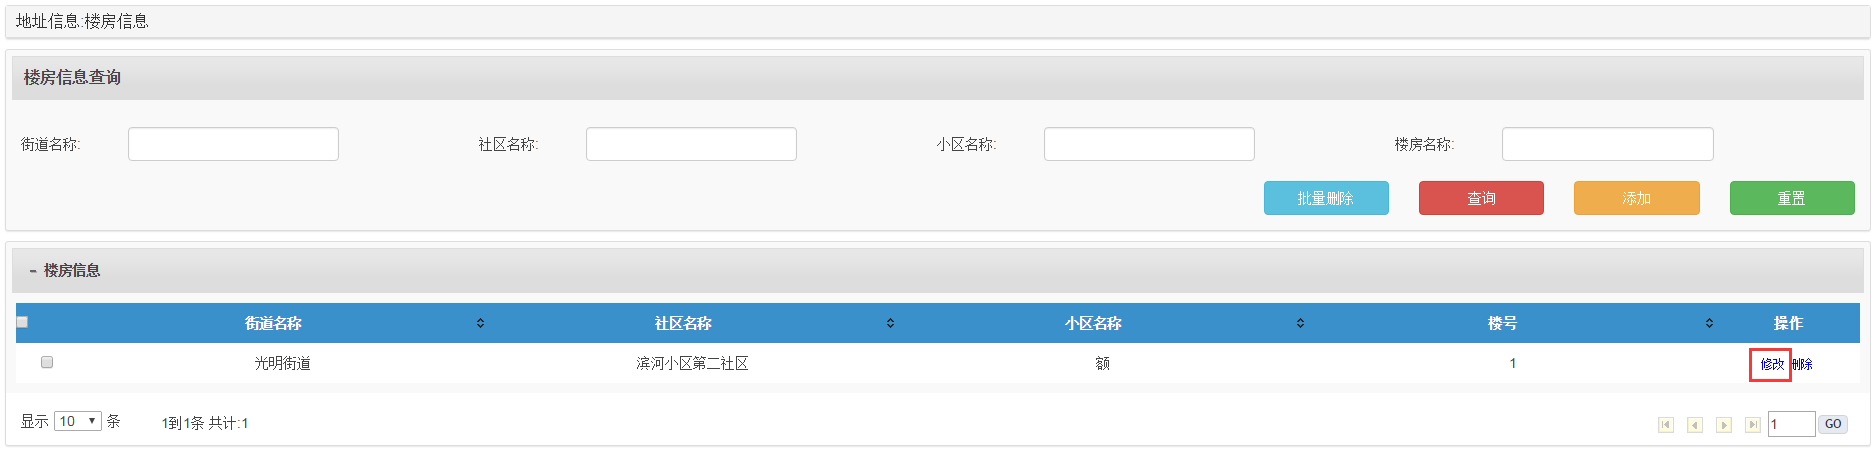 地址信息:楼房信息
楼房信息查询
街道名称: 社区名称: 小区名称: 楼房名称:
批量删除 查询 添加 重置
- 楼房信息
街道名称 社区名称 小区名称 楼号 操作
光明街道 滨河小区第二社区 额 1 修改 删除
显示 10 条 1到1条 共计:1 1 GO